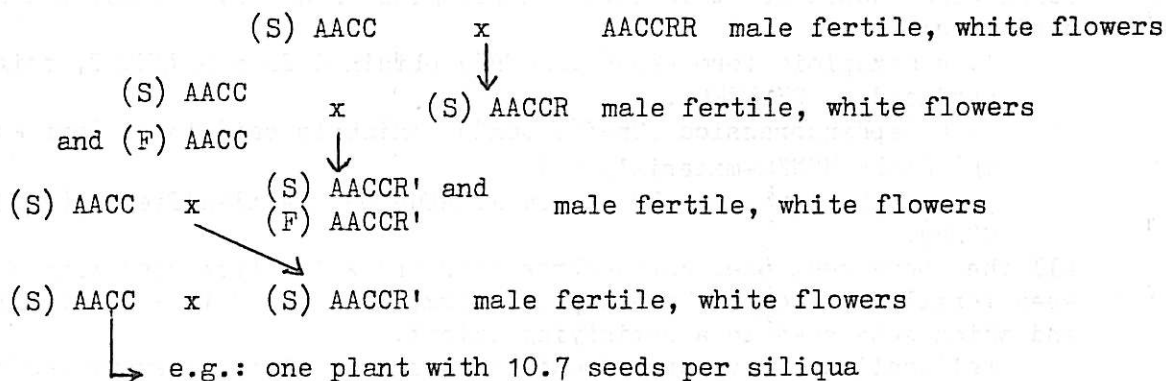 (S) AACC x AACCRR male fertile, white flowers
(S) AACC
and (F) AACC x (S) AACCR male fertile, white flowers
(S) AACC x (S) AACCR' and
(F) AACCR' male fertile, white flowers
(S) AACC x (S) AACCR' male fertile, white flowers
e.g.: one plant with 10.7 seeds per siliqua